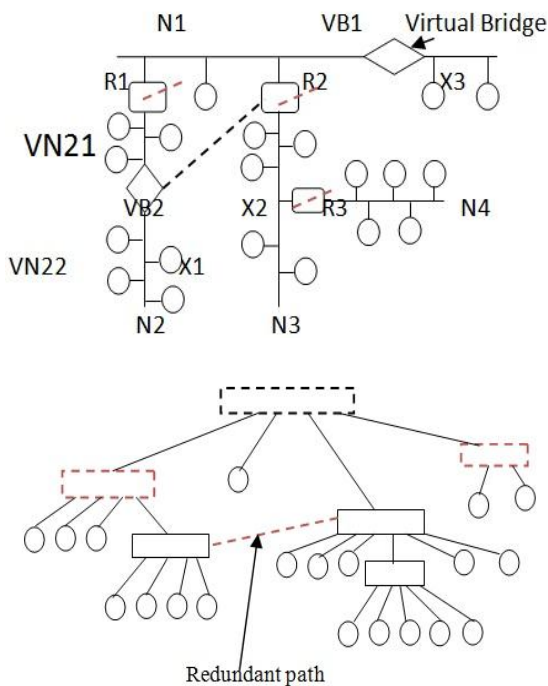 N1 VB1 Virtual Bridge
R1 R2 X3
VN21
VB2 X2 R3 N4
VN22 X1
N2 N3
Redundant path